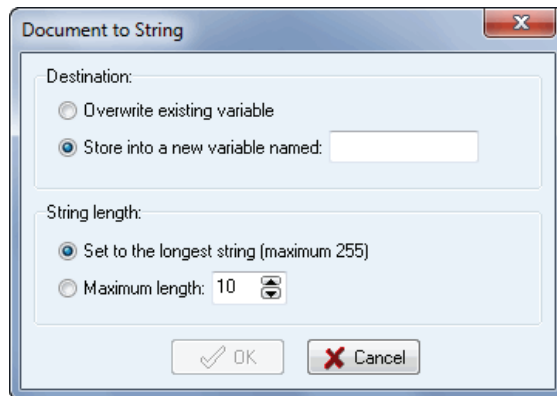 Document to String
Destination:
Overwrite existing variable
Store into a new variable named:
String length:
Set to the longest string (maximum 255)
Maximum length: 10
OK
Cancel